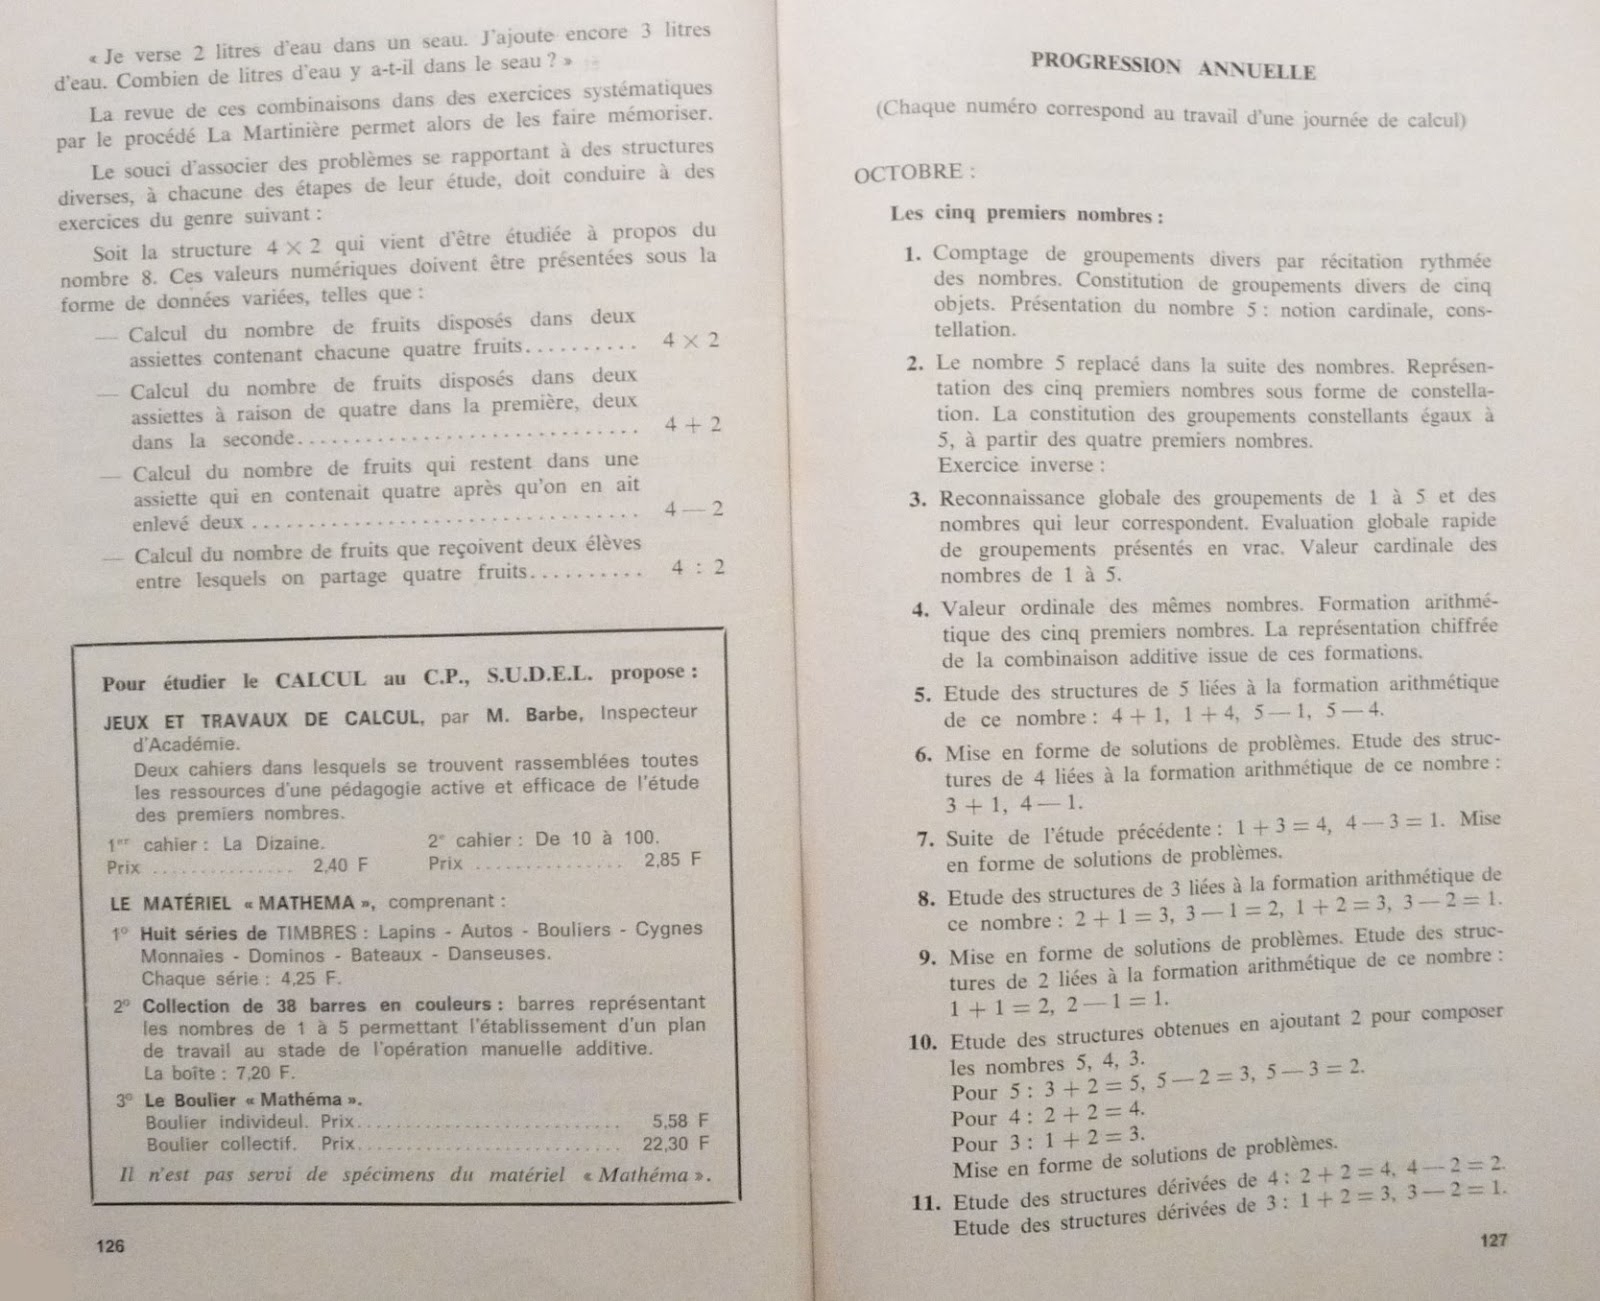 « Je verse 2 litres d'eau dans un seau. J'ajoute encore 3 litres
d'eau. Combien de litres d'eau y a-t-il dans le seau ? »
La revue de ces combinaisons dans des exercices systématiques
par le procédé La Martinière permet alors de les faire mémoriser.
Le souci d'associer des problèmes se rapportant à des structures
diverses, à chacune des étapes de leur étude, doit conduire à des
exercices du genre suivant :
Soit la structure 4 × 2 qui vient d'être étudiée à propos du
nombre 8. Ces valeurs numériques doivent être présentées sous la
forme de données variées, telles que :
— Calcul du nombre de fruits disposés dans deux
assiettes contenant chacune quatre fruits.......... 4 × 2
— Calcul du nombre de fruits disposés dans deux
assiettes à raison de quatre dans la première, deux
dans la seconde.............................. 4 + 2
— Calcul du nombre de fruits qui restent dans une
assiette qui en contenait quatre après qu'on en ait
enlevé deux .................................. 4 — 2
— Calcul du nombre de fruits que reçoivent deux élèves
entre lesquels on partage quatre fruits.......... 4 : 2
Pour étudier le CALCUL au C.P., S.U.D.E.L. propose :
JEUX ET TRAVAUX DE CALCUL, par M. Barbe, Inspecteur
d'Académie.
Deux cahiers dans lesquels se trouvent rassemblées toutes
les ressources d'une pédagogie active et efficace de l'étude
des premiers nombres.
1er cahier : La Dizaine. 2e cahier : De 10 à 100.
Prix ............... 2,40 F Prix ............... 2,85 F
LE MATÉRIEL « MATHEMA », comprenant :
1° Huit séries de TIMBRES : Lapins - Autos - Bouliers - Cygnes
Monnaies - Dominos - Bateaux - Danseuses.
Chaque série : 4,25 F.
2° Collection de 38 barres en couleurs : barres représentant
les nombres de 1 à 5 permettant l'établissement d'un plan
de travail au stade de l'opération manuelle additive.
La boîte : 7,20 F.
3° Le Boulier « Mathéma ».
Boulier individeul. Prix............................ 5,58 F
Boulier collectif. Prix............................ 22,30 F
Il n'est pas servi de spécimens du matériel « Mathéma ».
126
PROGRESSION ANNUELLE
(Chaque numéro correspond au travail d'une journée de calcul)
OCTOBRE :
Les cinq premiers nombres :
1. Comptage de groupements divers par récitation rythmée
des nombres. Constitution de groupements divers de cinq
objets. Présentation du nombre 5 : notion cardinale, cons-
tellation.
2. Le nombre 5 replacé dans la suite des nombres. Représen-
tation des cinq premiers nombres sous forme de constella-
tion. La constitution des groupements constellants égaux à
5, à partir des quatre premiers nombres.
Exercice inverse :
3. Reconnaissance globale des groupements de 1 à 5 et des
nombres qui leur correspondent. Evaluation globale rapide
de groupements présentés en vrac. Valeur cardinale des
nombres de 1 à 5.
4. Valeur ordinale des mêmes nombres. Formation arithmé-
tique des cinq premiers nombres. La représentation chiffrée
de la combinaison additive issue de ces formations.
5. Etude des structures de 5 liées à la formation arithmétique
de ce nombre : 4 + 1, 1 + 4, 5 — 1, 5 — 4.
6. Mise en forme de solutions de problèmes. Etude des struc-
tures de 4 liées à la formation arithmétique de ce nombre :
3 + 1, 4 — 1.
7. Suite de l'étude précédente : 1 + 3 = 4, 4 — 3 = 1. Mise
en forme de solutions de problèmes.
8. Etude des structures de 3 liées à la formation arithmétique de
ce nombre : 2 + 1 = 3, 3 — 1 = 2, 1 + 2 = 3, 3 — 2 = 1.
9. Mise en forme de solutions de problèmes. Etude des struc-
tures de 2 liées à la formation arithmétique de ce nombre :
1 + 1 = 2, 2 — 1 = 1.
10. Etude des structures obtenues en ajoutant 2 pour composer
les nombres 5, 4, 3.
Pour 5 : 3 + 2 = 5, 5 — 2 = 3, 5 — 3 = 2.
Pour 4 : 2 + 2 = 4.
Pour 3 : 1 + 2 = 3.
Mise en forme de solutions de problèmes.
11. Etude des structures dérivées de 4 : 2 + 2 = 4, 4 — 2 = 2.
Etude des structures dérivées de 3 : 1 + 2 = 3, 3 — 2 = 1.
127